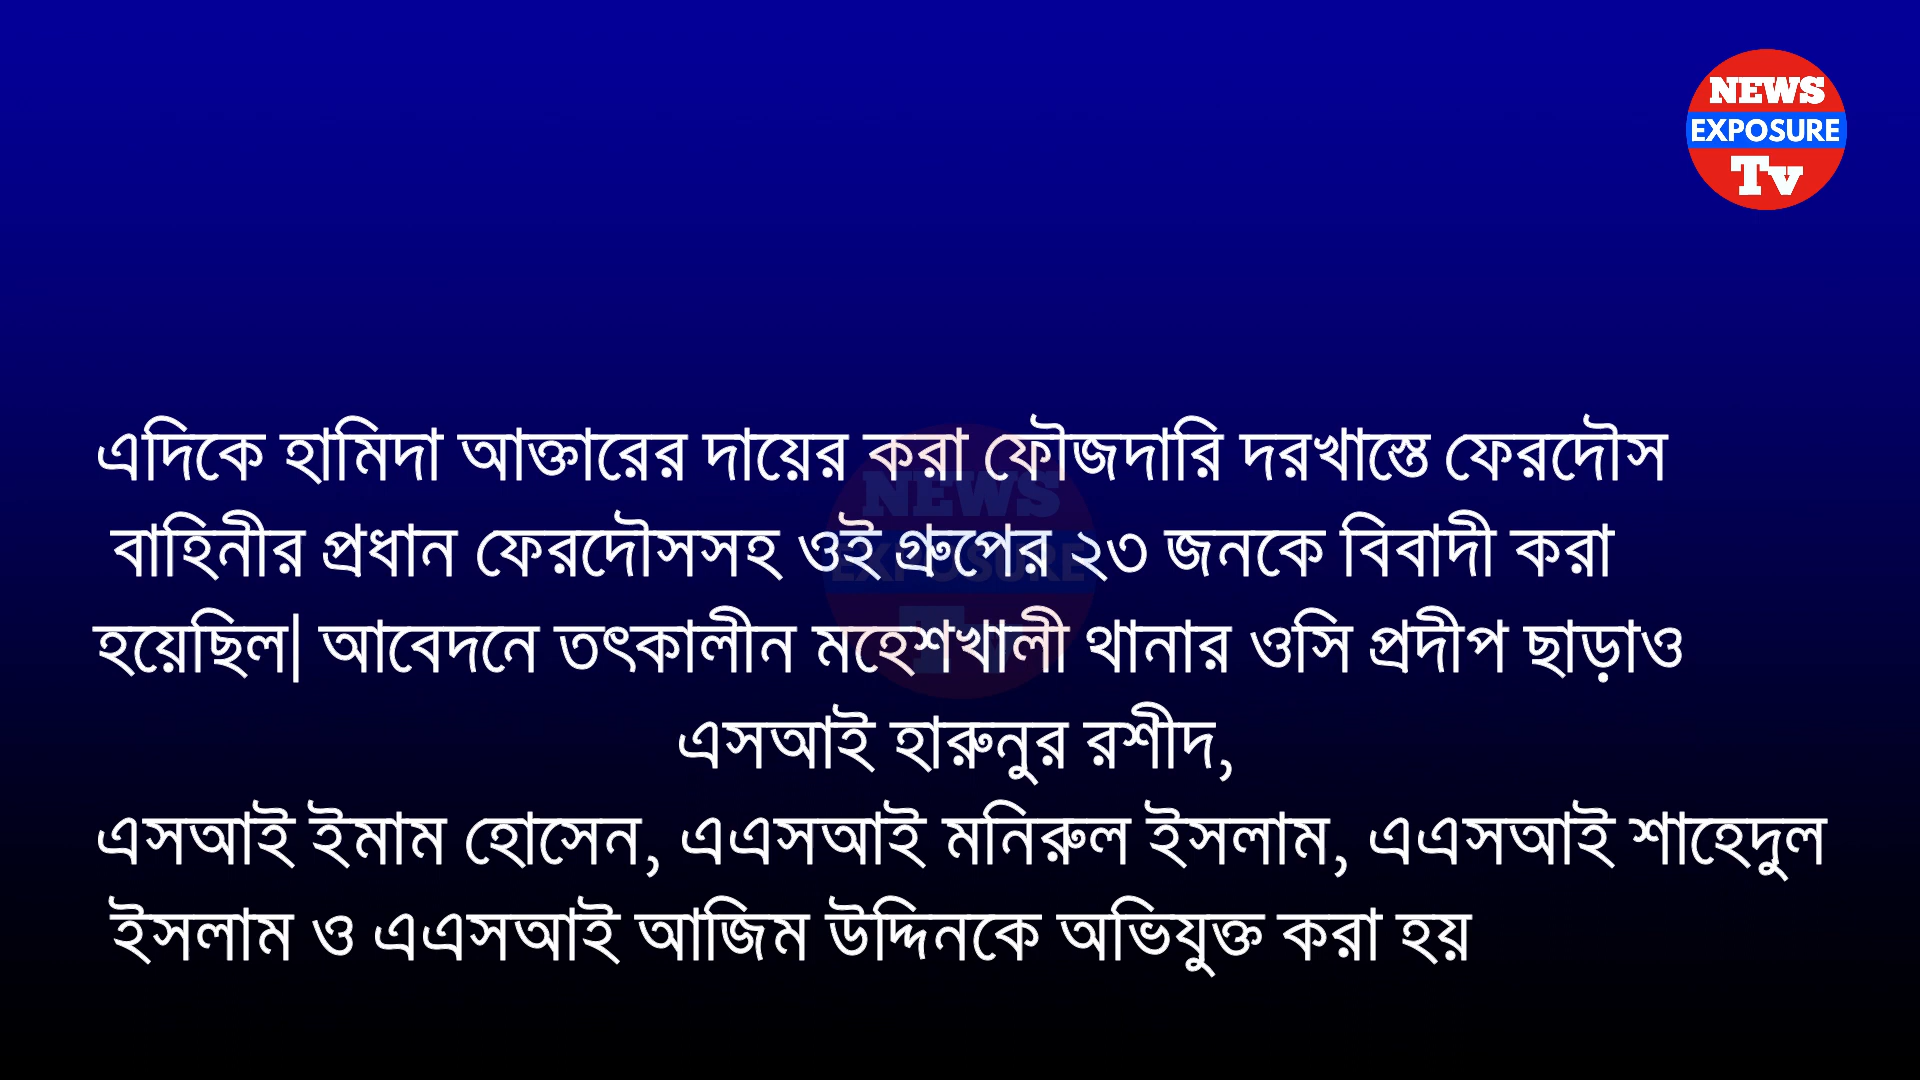 NEWS
EXPOSURE
Tv
এদিকে হামিদা আক্তারের দায়ের করা ফৌজদারি দরখাস্তে ফেরদৌস
বাহিনীর প্রধান ফেরদৌসসহ ওই গ্রুপের ২৩ জনকে বিবাদী করা
হয়েছিল| আবেদনে তৎকালীন মহেশখালী থানার ওসি প্রদীপ ছাড়াও
এসআই হারুনুর রশীদ,
এসআই ইমাম হোসেন, এএসআই মনিরুল ইসলাম, এএসআই শাহেদুল
ইসলাম ও এএসআই আজিম উদ্দিনকে অভিযুক্ত করা হয়
NEWS
EXPOSURE